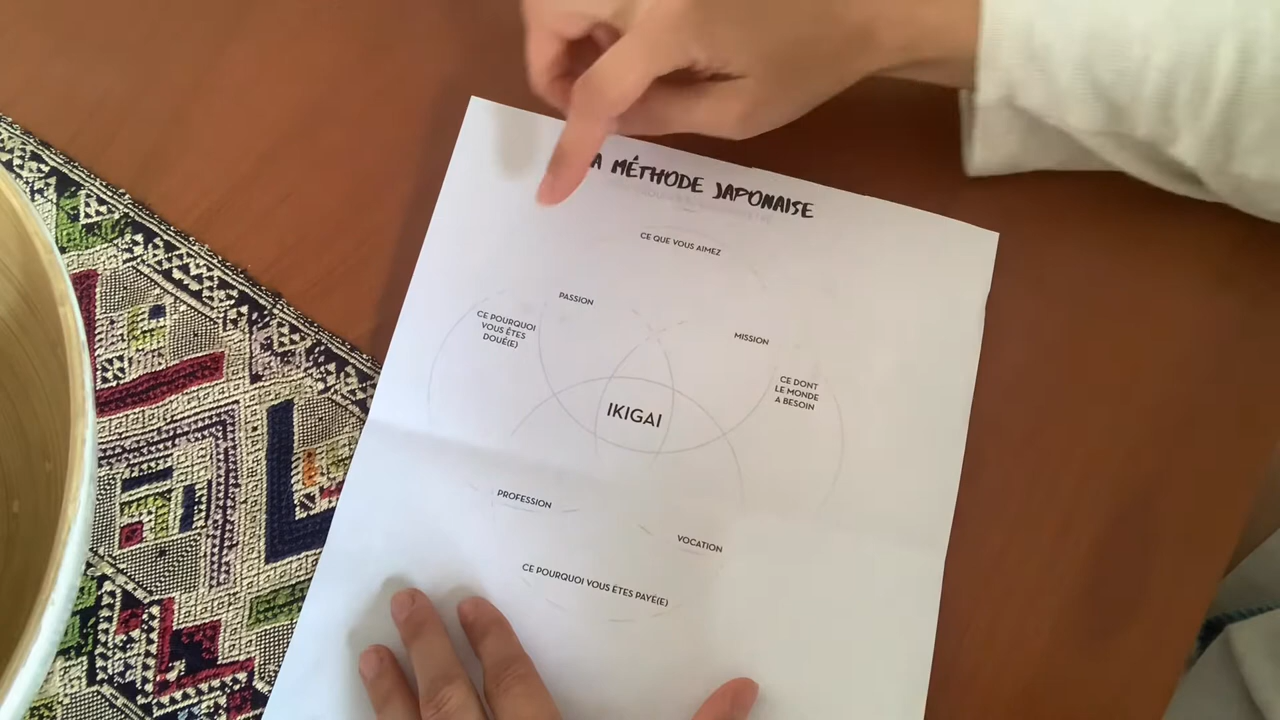 A MÉTHODE JAPONAISE
CE QUE VOUS AIMEZ
PASSION
MISSION
CE POURQUOI
VOUS ÊTES
DOUÉ(E)
CE DONT
LE MONDE
A BESOIN
IKIGAI
PROFESSION
VOCATION
CE POURQUOI VOUS ÊTES PAYÉ(E)